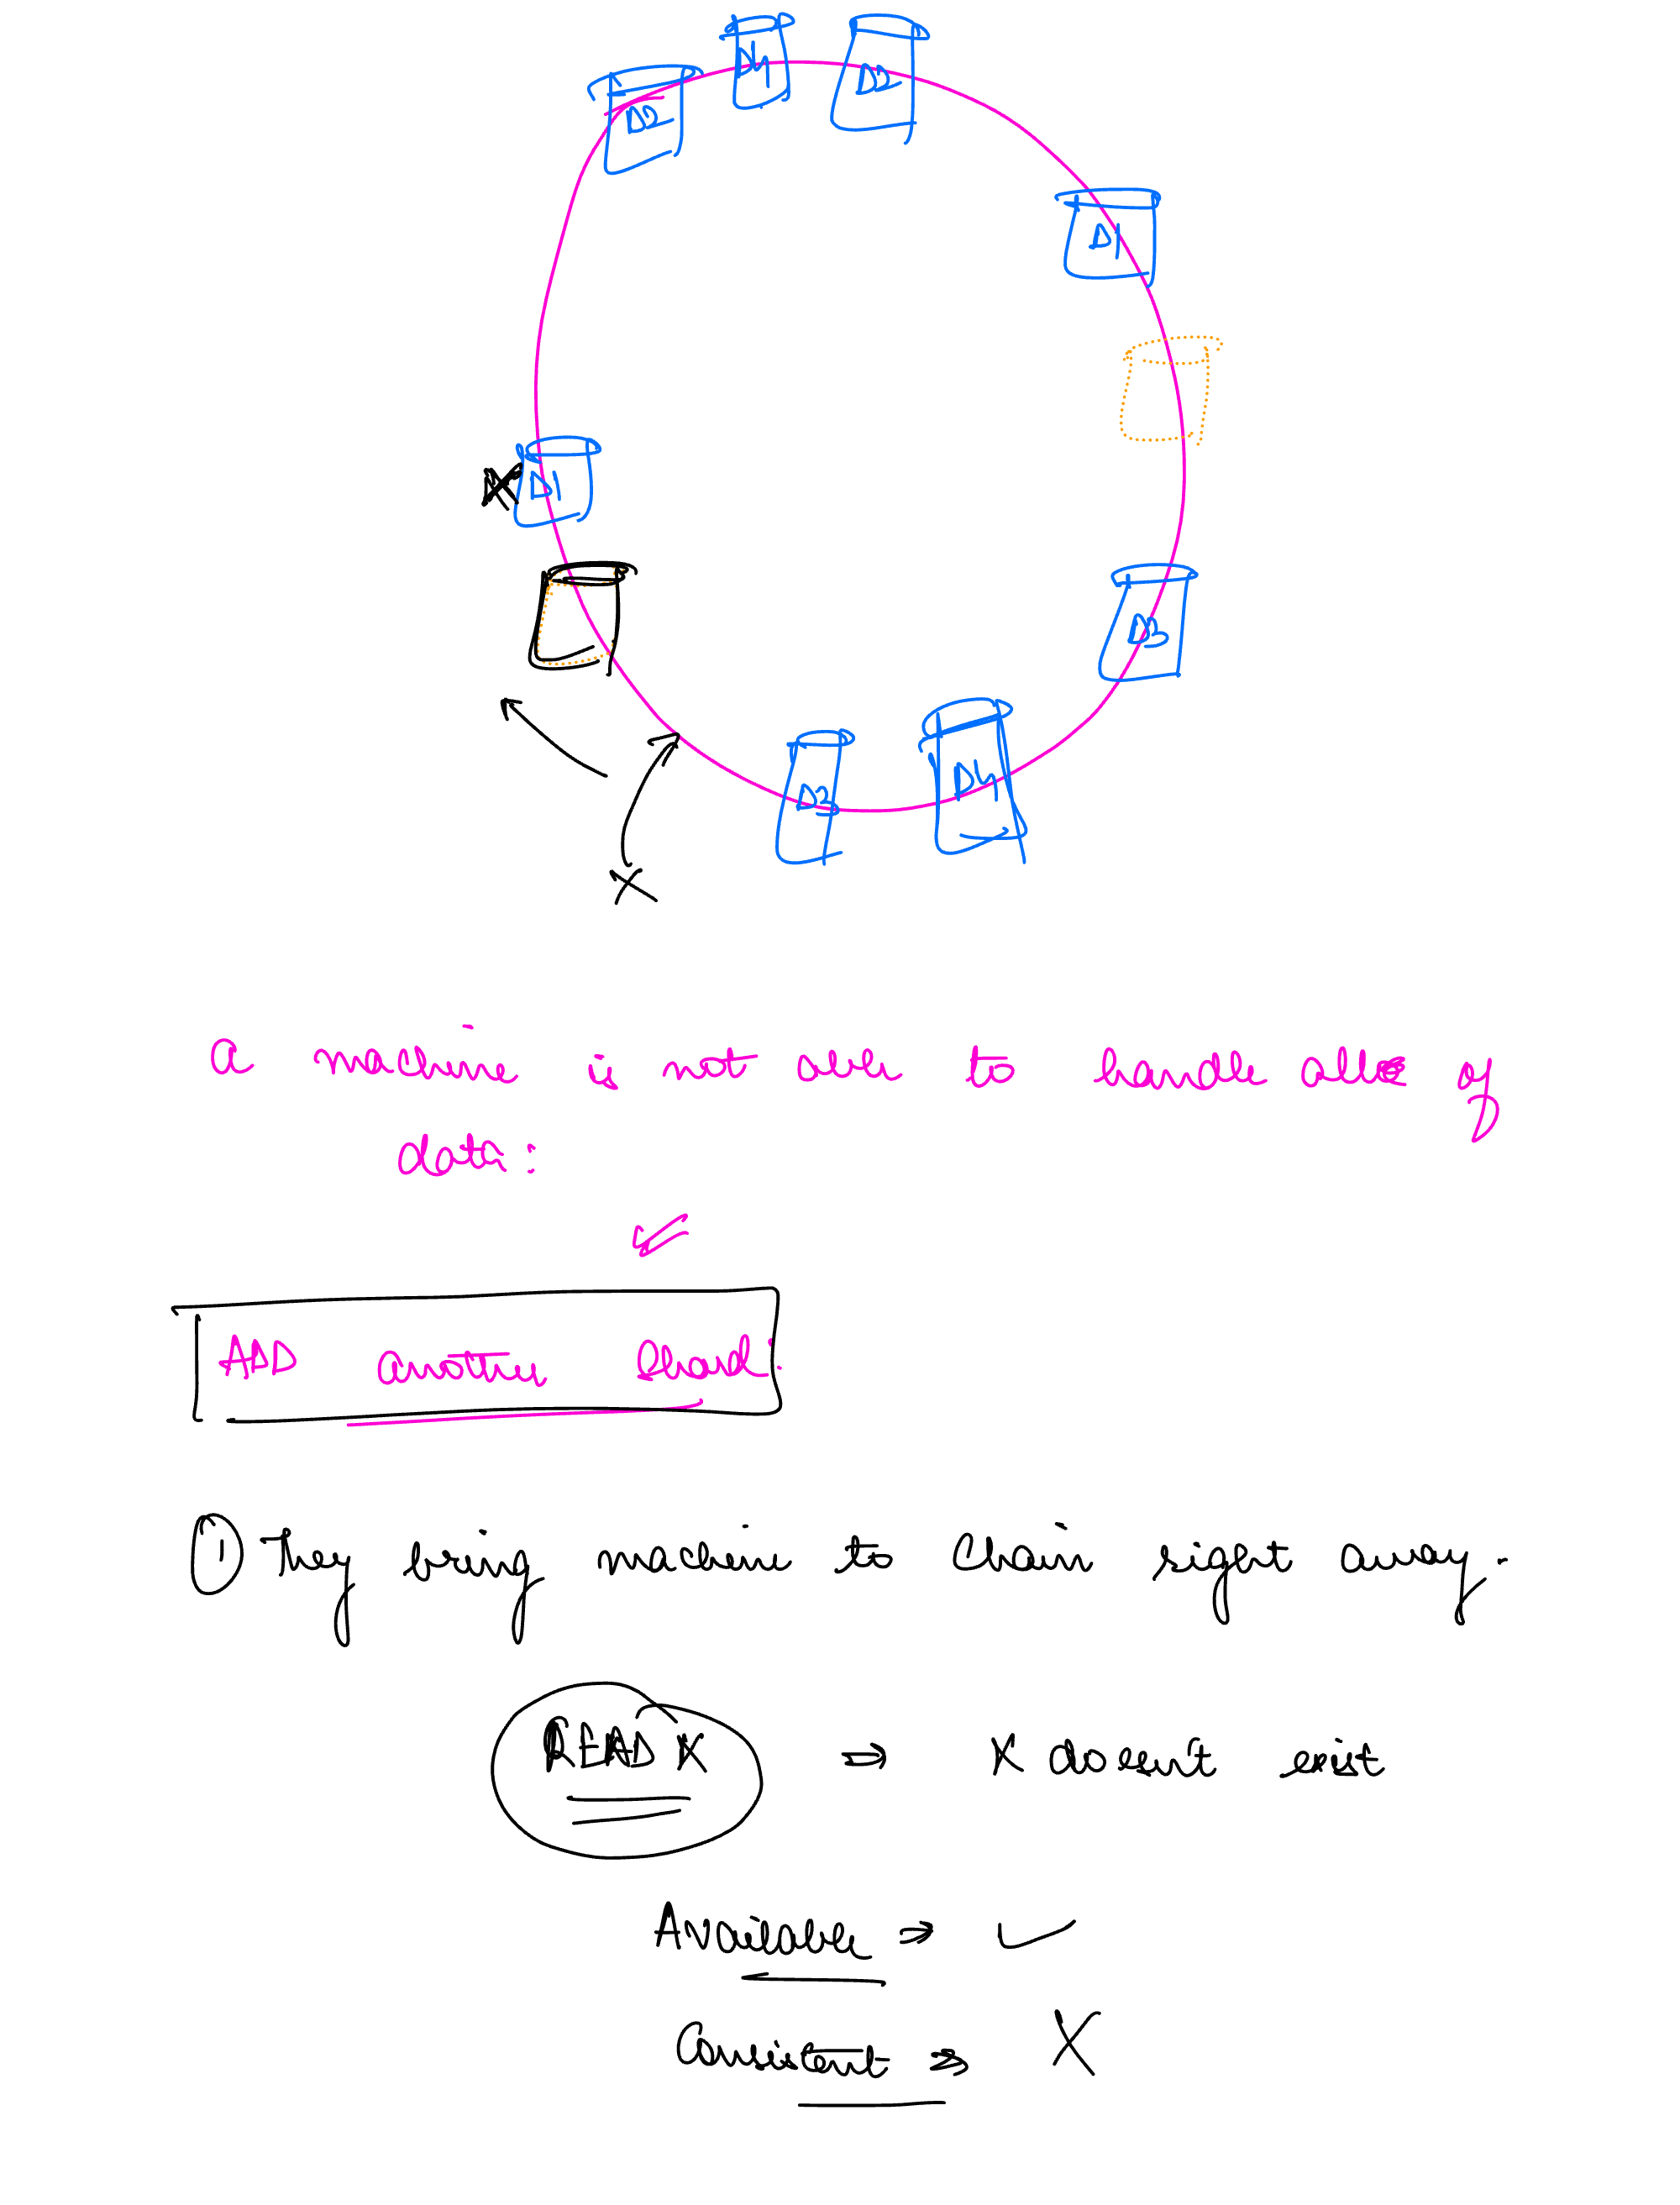 D4 D2
D2
D1
D1
X
D3
D4
D3
X
a machine is not able to handle all of
data:
ADD another Shard:
① They bring machine to Chain right away.
READ X ⇒ X doesn't exist
Available ⇒ ✓
Consistent ⇒ X